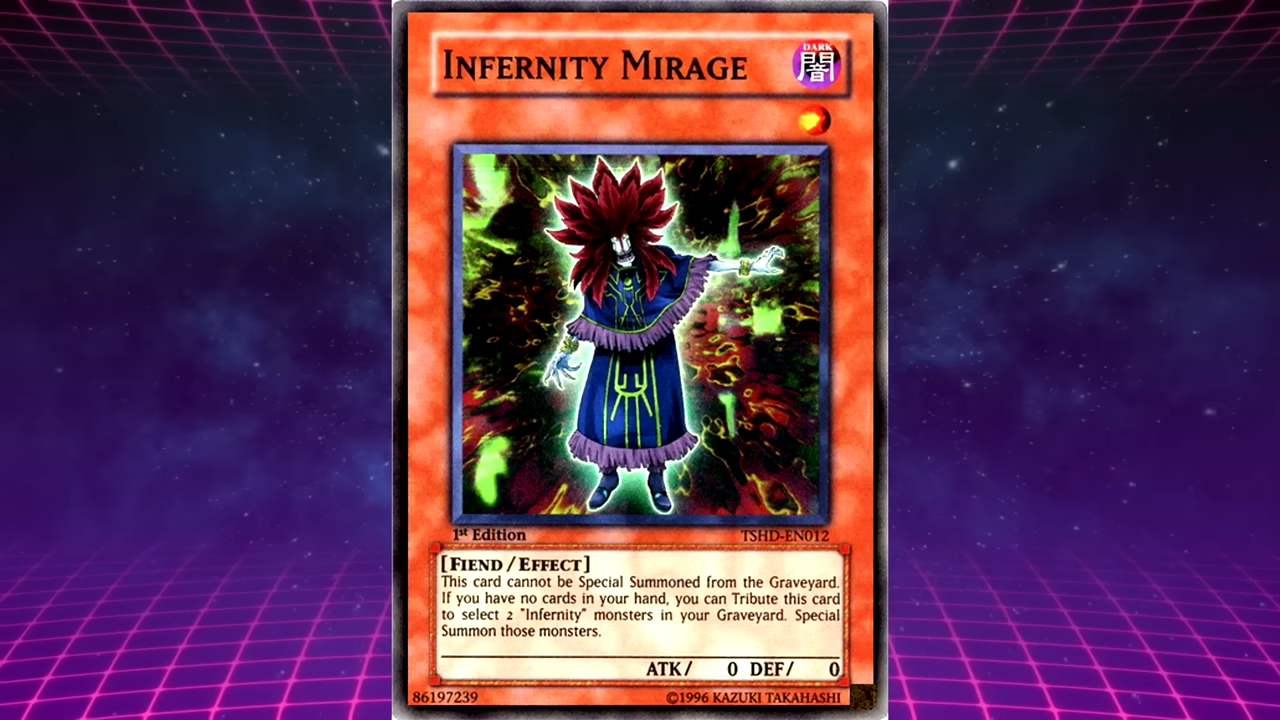 INFERNITY MIRAGE
DARK
闇
1st Edition
TSHD-EN012
[FIEND/EFFECT]
This card cannot be Special Summoned from the Graveyard.
If you have no cards in your hand, you can Tribute this card
to select 2 "Infernity" monsters in your Graveyard. Special
Summon those monsters.
ATK/ 0 DEF/ 0
86197239
©1996 KAZUKI TAKAHASHI